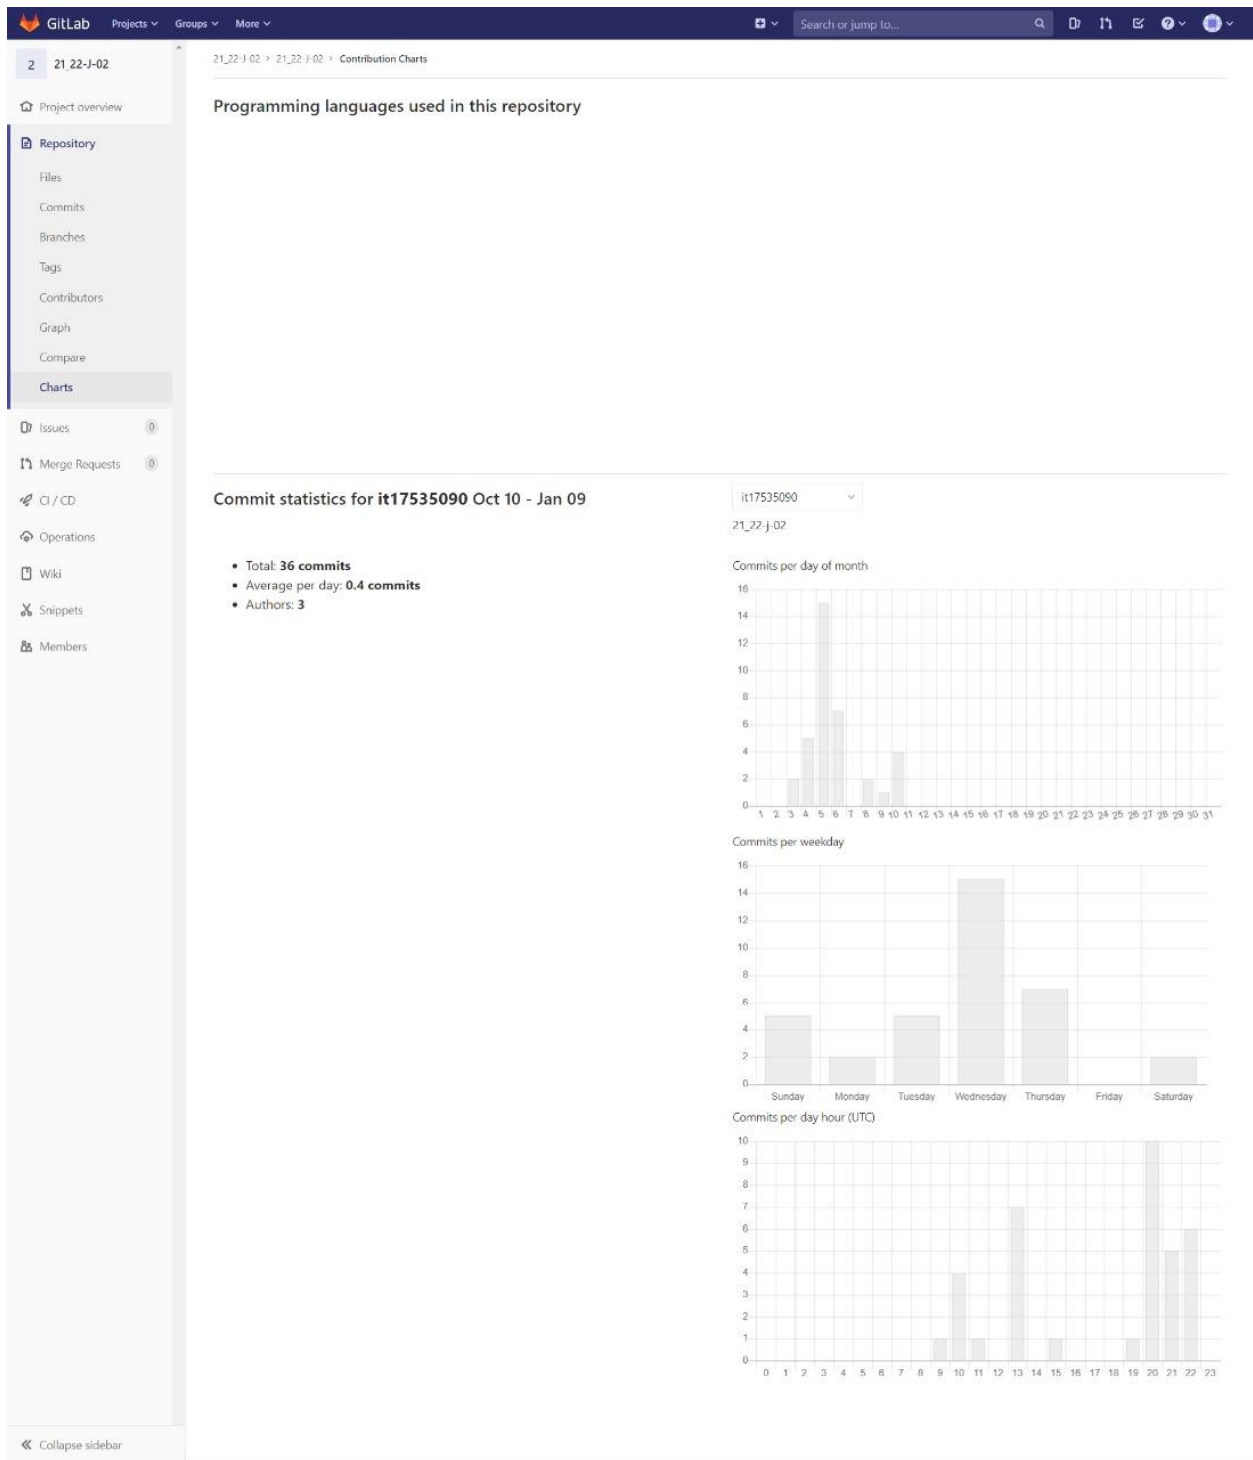 GitLab Projects Groups More Search or jump to...
2 21_22-J-02
21_22-J-02 > 21_22-J-02 > Contribution Charts
Project overview
Programming languages used in this repository
Repository
Files
Commits
Branches
Tags
Contributors
Graph
Compare
Charts
Issues 0
Merge Requests 0
CI / CD
Operations
Wiki
Snippets
Members
Commit statistics for it17535090 Oct 10 - Jan 09
• Total: 36 commits
• Average per day: 0.4 commits
• Authors: 3
it17535090
21_22-j-02
Commits per day of month
16
14
12
10
8
6
4
2
0
1 2 3 4 5 6 7 8 9 10 11 12 13 14 15 16 17 18 19 20 21 22 23 24 25 26 27 28 29 30 31
Commits per weekday
16
14
12
10
8
6
4
2
0
Sunday Monday Tuesday Wednesday Thursday Friday Saturday
Commits per day hour (UTC)
10
9
8
7
6
5
4
3
2
1
0
0 1 2 3 4 5 6 7 8 9 10 11 12 13 14 15 16 17 18 19 20 21 22 23
Collapse sidebar